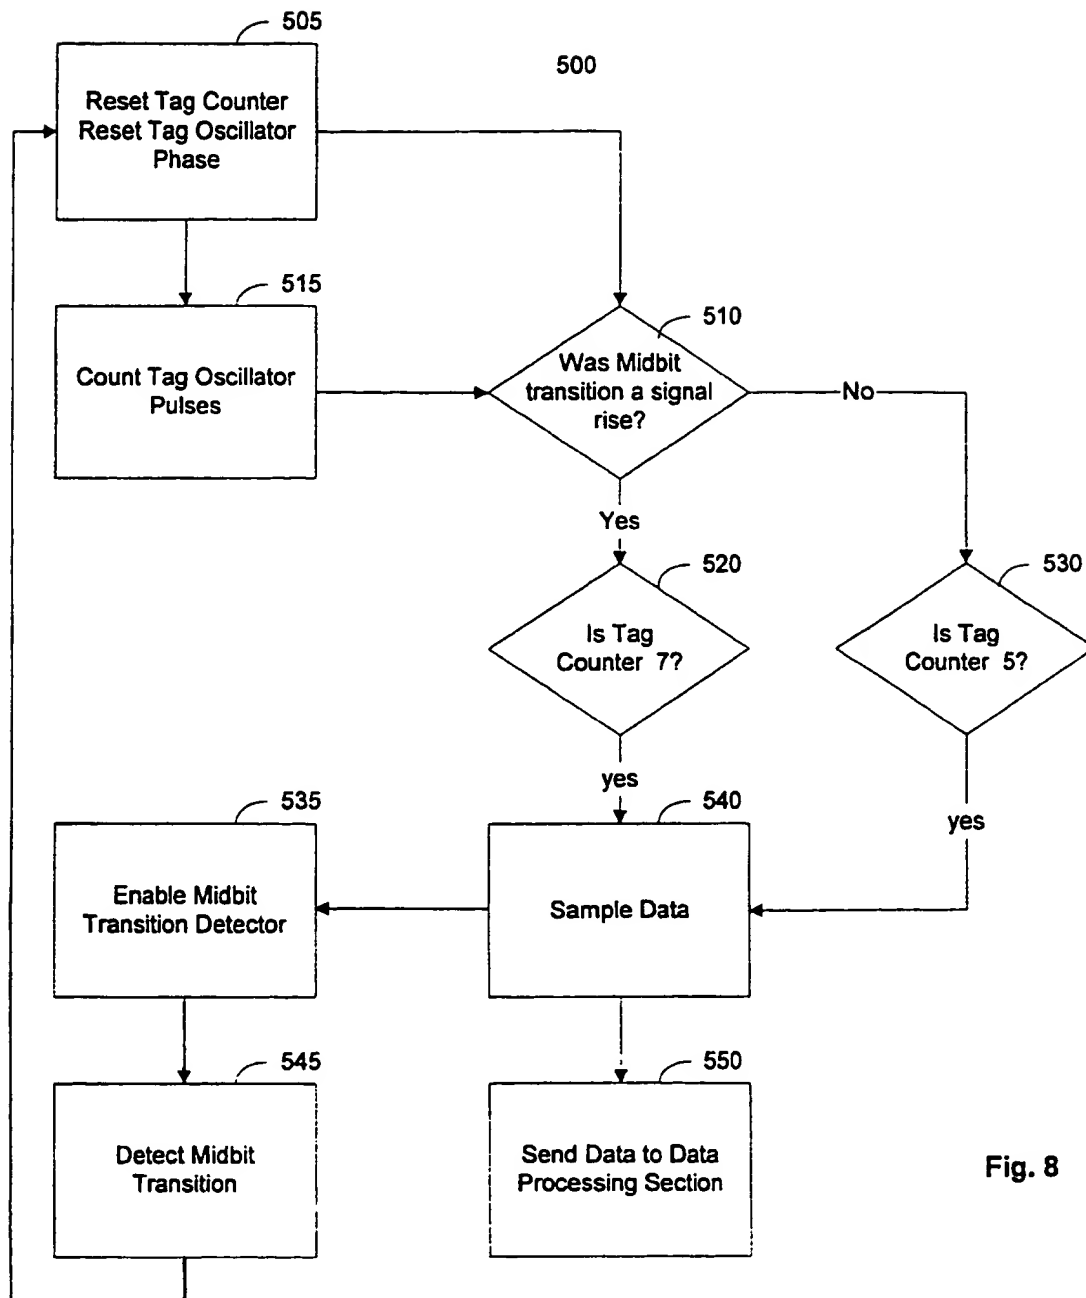 505
500
Reset Tag Counter
Reset Tag Oscillator
Phase
515
Count Tag Oscillator
Pulses
510
Was Midbit
transition a signal
rise?
No
Yes
520
Is Tag
Counter 7?
530
Is Tag
Counter 5?
yes
yes
535
Enable Midbit
Transition Detector
540
Sample Data
545
Detect Midbit
Transition
550
Send Data to Data
Processing Section
Fig. 8